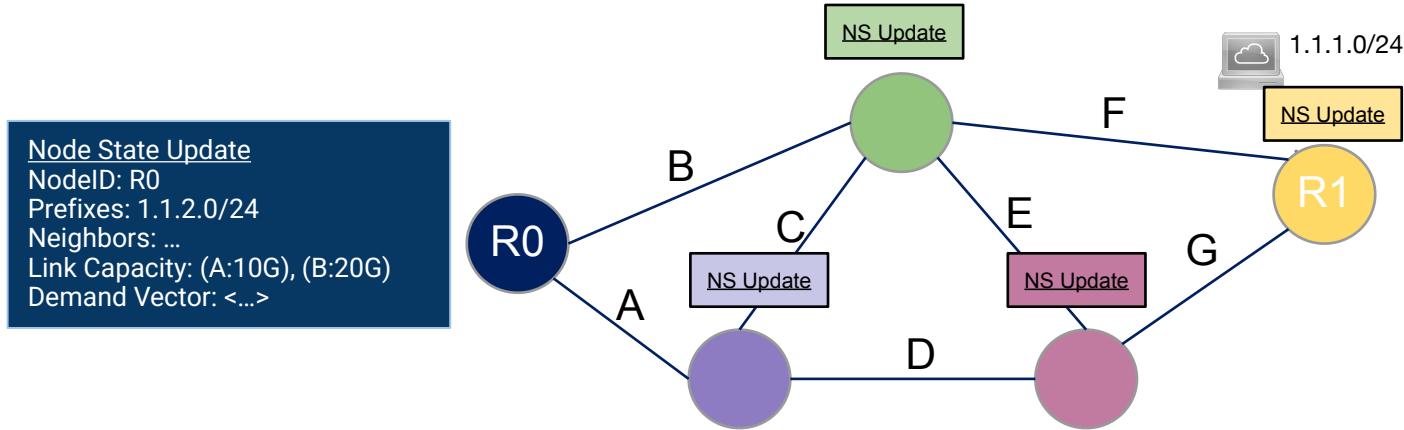 NS Update
1.1.1.0/24
NS Update
F
Node State Update
NodeID: R0
Prefixes: 1.1.2.0/24
Neighbors: ...
Link Capacity: (A:10G), (B:20G)
Demand Vector: <...>
B
R1
R0
C
E
G
NS Update
NS Update
A
D